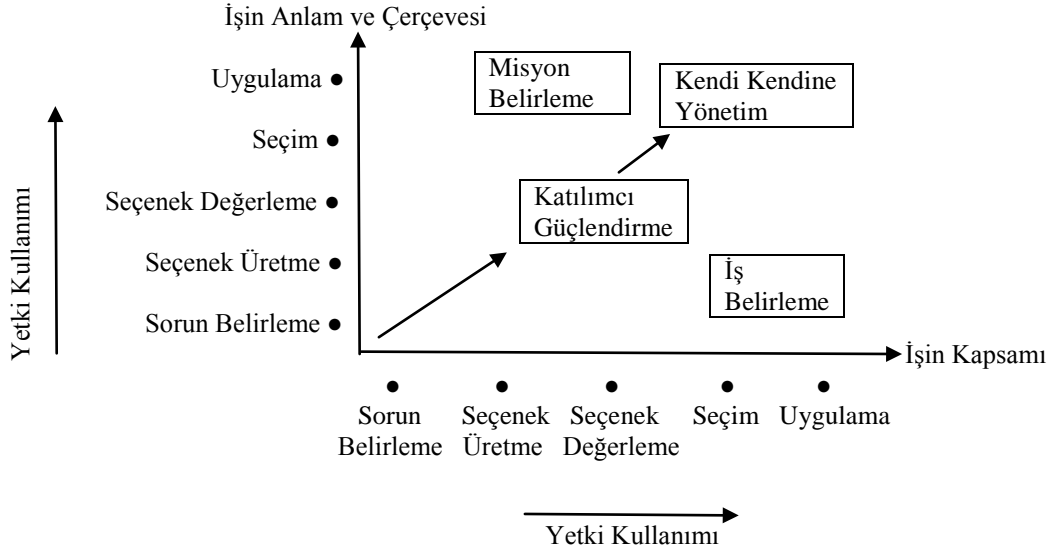 İşin Anlam ve Çerçevesi
Uygulama ●
Seçim ●
Seçenek Değerleme ●
Seçenek Üretme ●
Sorun Belirleme ●
Yetki Kullanımı
Misyon
Belirleme
Kendi Kendine
Yönetim
Katılımcı
Güçlendirme
İş
Belirleme
İşin Kapsamı
● ● ● ● ●
Sorun Seçenek Seçenek Seçim Uygulama
Belirleme Üretme Değerleme
Yetki Kullanımı